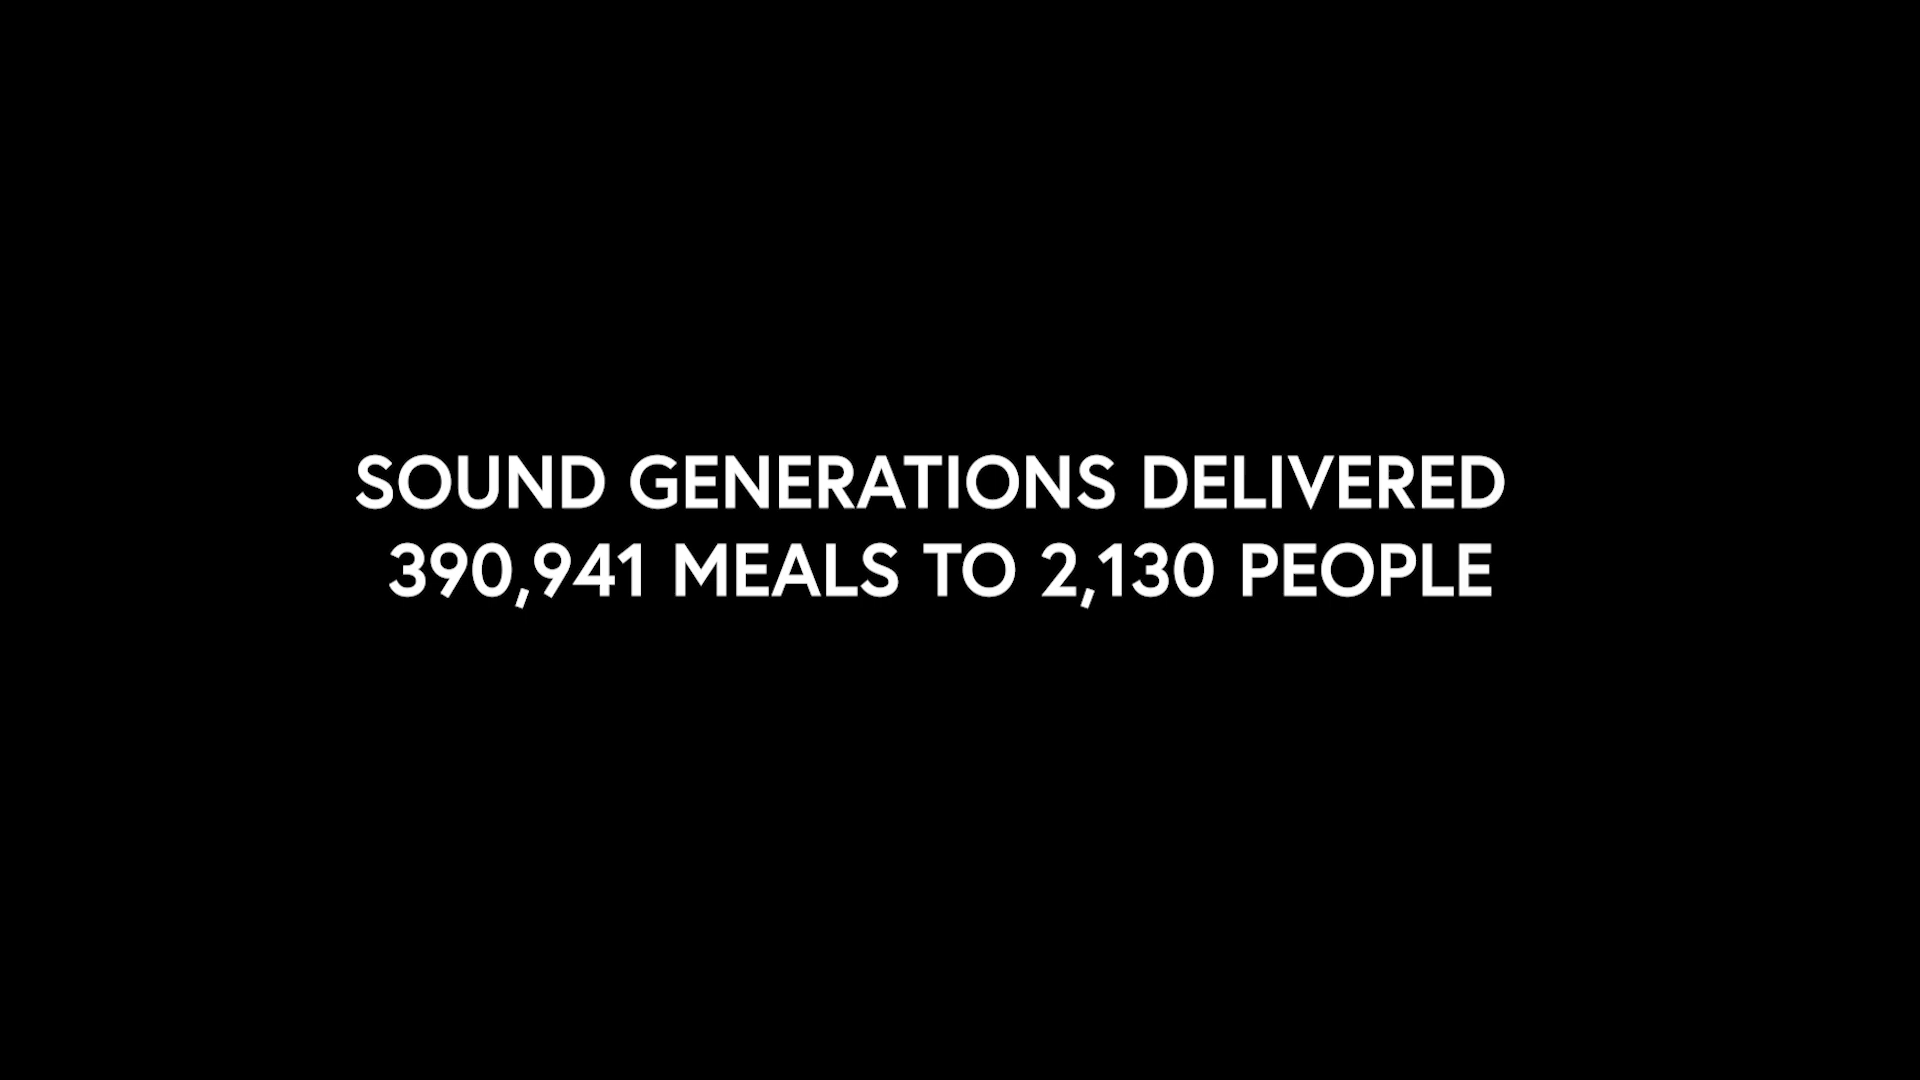 SOUND GENERATIONS DELIVERED
390,941 MEALS TO 2,130 PEOPLE